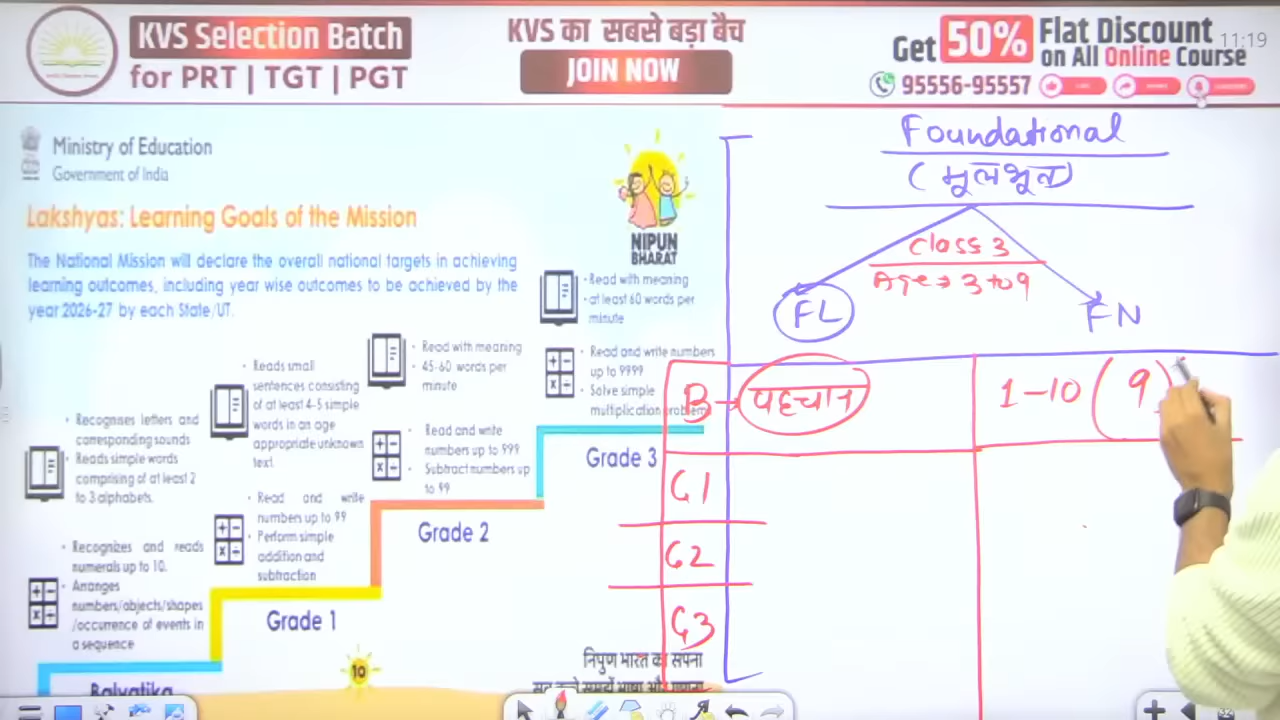 KVS Selection Batch
for PRT | TGT | PGT
KVS का सबसे बड़ा बैच
JOIN NOW
Get 50% Flat Discount
on All Online Course
11:19
95556-95557
Ministry of Education
Government of India
Lakshyas: Learning Goals of the Mission
The National Mission will declare the overall national targets in achieving
learning outcomes, including year wise outcomes to be achieved by the
year 2026-27 by each State/UT.
NIPUN
BHARAT
• Read with meaning
• at least 60 words per
minute
• Read and write numbers
up to 9999
• Solve simple
multiplication problems
Grade 3
• Read with meaning
• 45-60 words per
minute
• Read and write
numbers up to 999
• Subtract numbers up
to 99
Grade 2
• Reads small
sentences consisting
of at least 4-5 simple
words in an age
appropriate unknown
text.
• Read and write
numbers up to 99
• Perform simple
addition and
subtraction
Grade 1
• Recognises letters and
corresponding sounds
• Reads simple words
comprising of at least 2
to 3 alphabets.
• Recognizes and reads
numerals up to 10.
• Arranges
numbers/objects/shapes
/occurrence of events in
a sequence
Balvatika
10
निपुण भारत का सपना
सब बच्चे समझें भाषा और गणना
Foundational
(मूलभूत)
Class 3
Age → 3 to 9
FL
FN
B → पहचान
1-10 (9)
G1
G2
G3